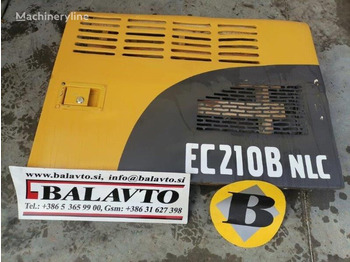 Machineryline
EC210B NLC
www.balavto.si, info@balavto.si
BALAVTO
Tel: +386 5 365 99 00, Gsm: +386 31 627 398
B